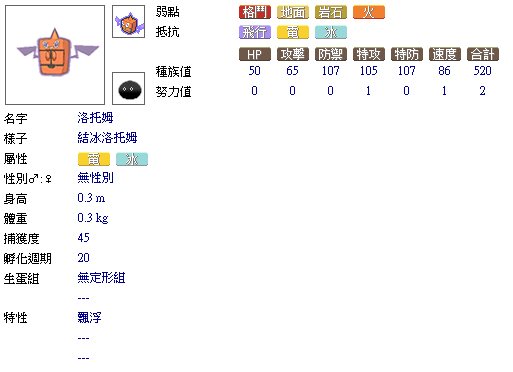 弱點 格鬥 地面 岩石 火
抵抗 飛行 電 冰
HP 攻擊 防禦 特攻 特防 速度 合計
種族值 50 65 107 105 107 86 520
努力值 0 0 0 1 0 1 2
名字 洛托姆
樣子 結冰洛托姆
屬性 電 冰
性別♂:♀ 無性別
身高 0.3 m
體重 0.3 kg
捕獲度 45
孵化週期 20
生蛋組 無定形組
---
特性 飄浮
---
---